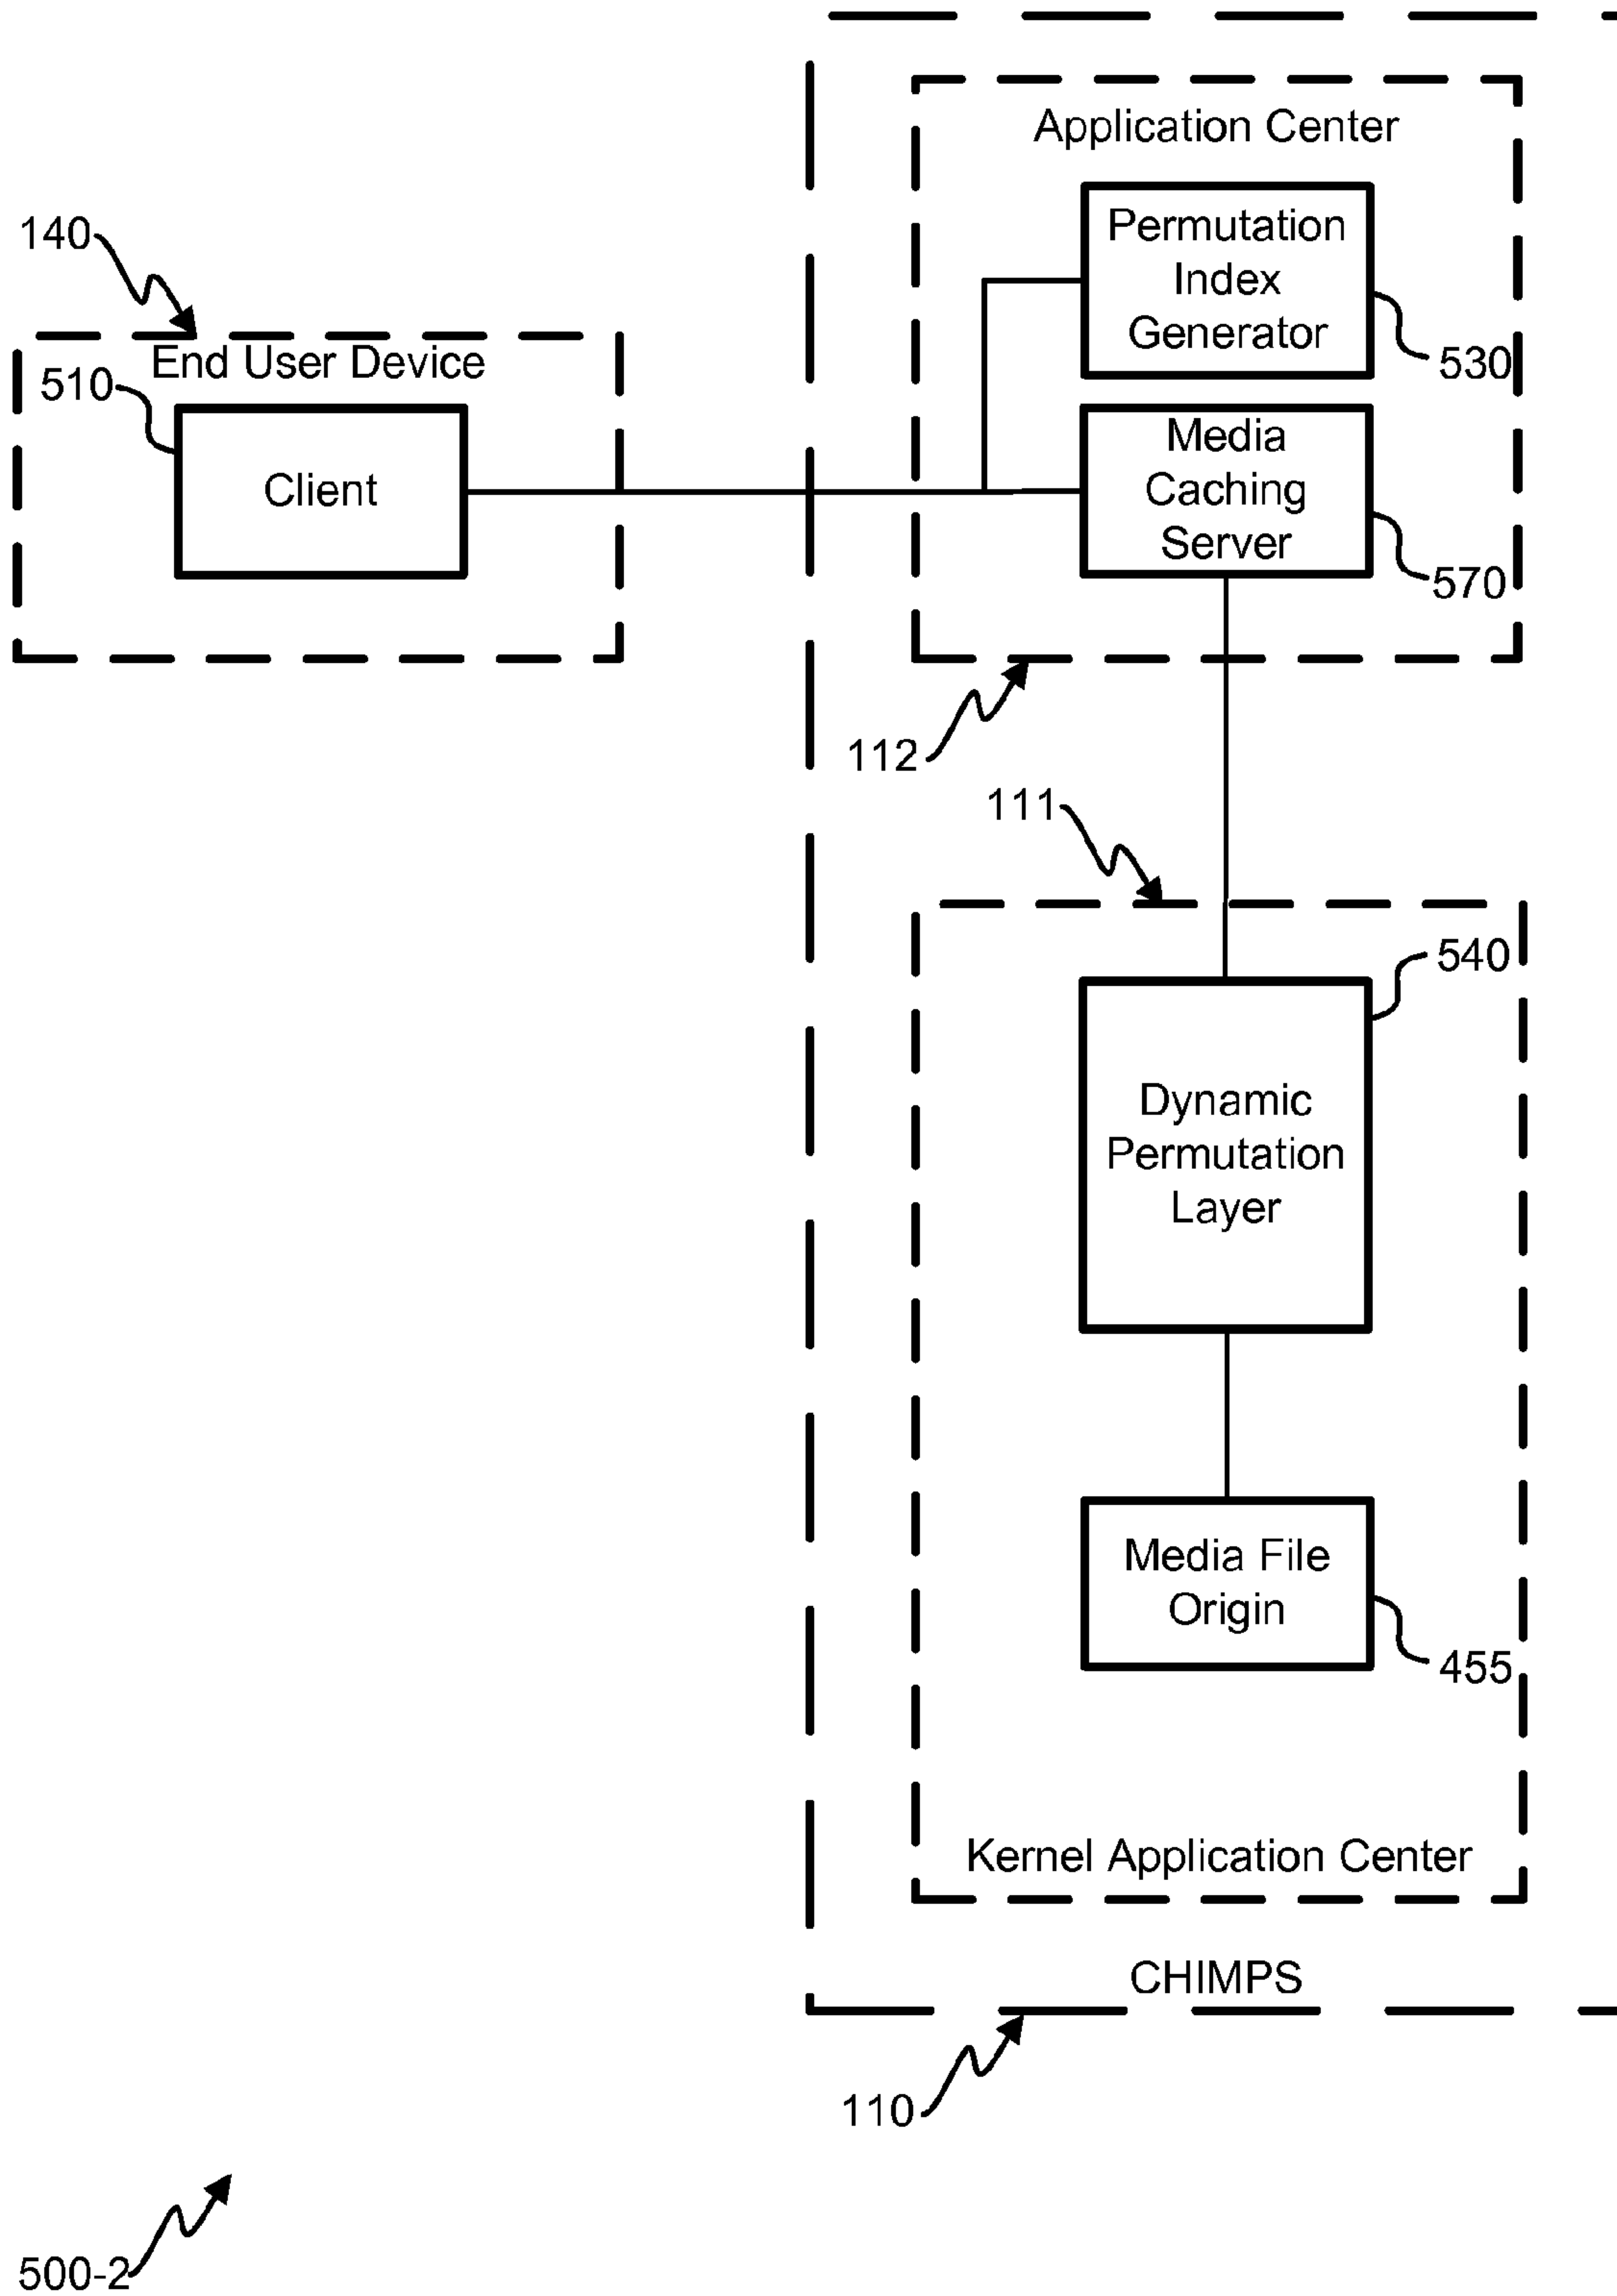 Application Center
Permutation
Index
Generator
530
140
End User Device
510
Client
Media
Caching
Server
570
112
111
540
Dynamic
Permutation
Layer
Media File
Origin
455
Kernel Application Center
CHIMPS
110
500-2